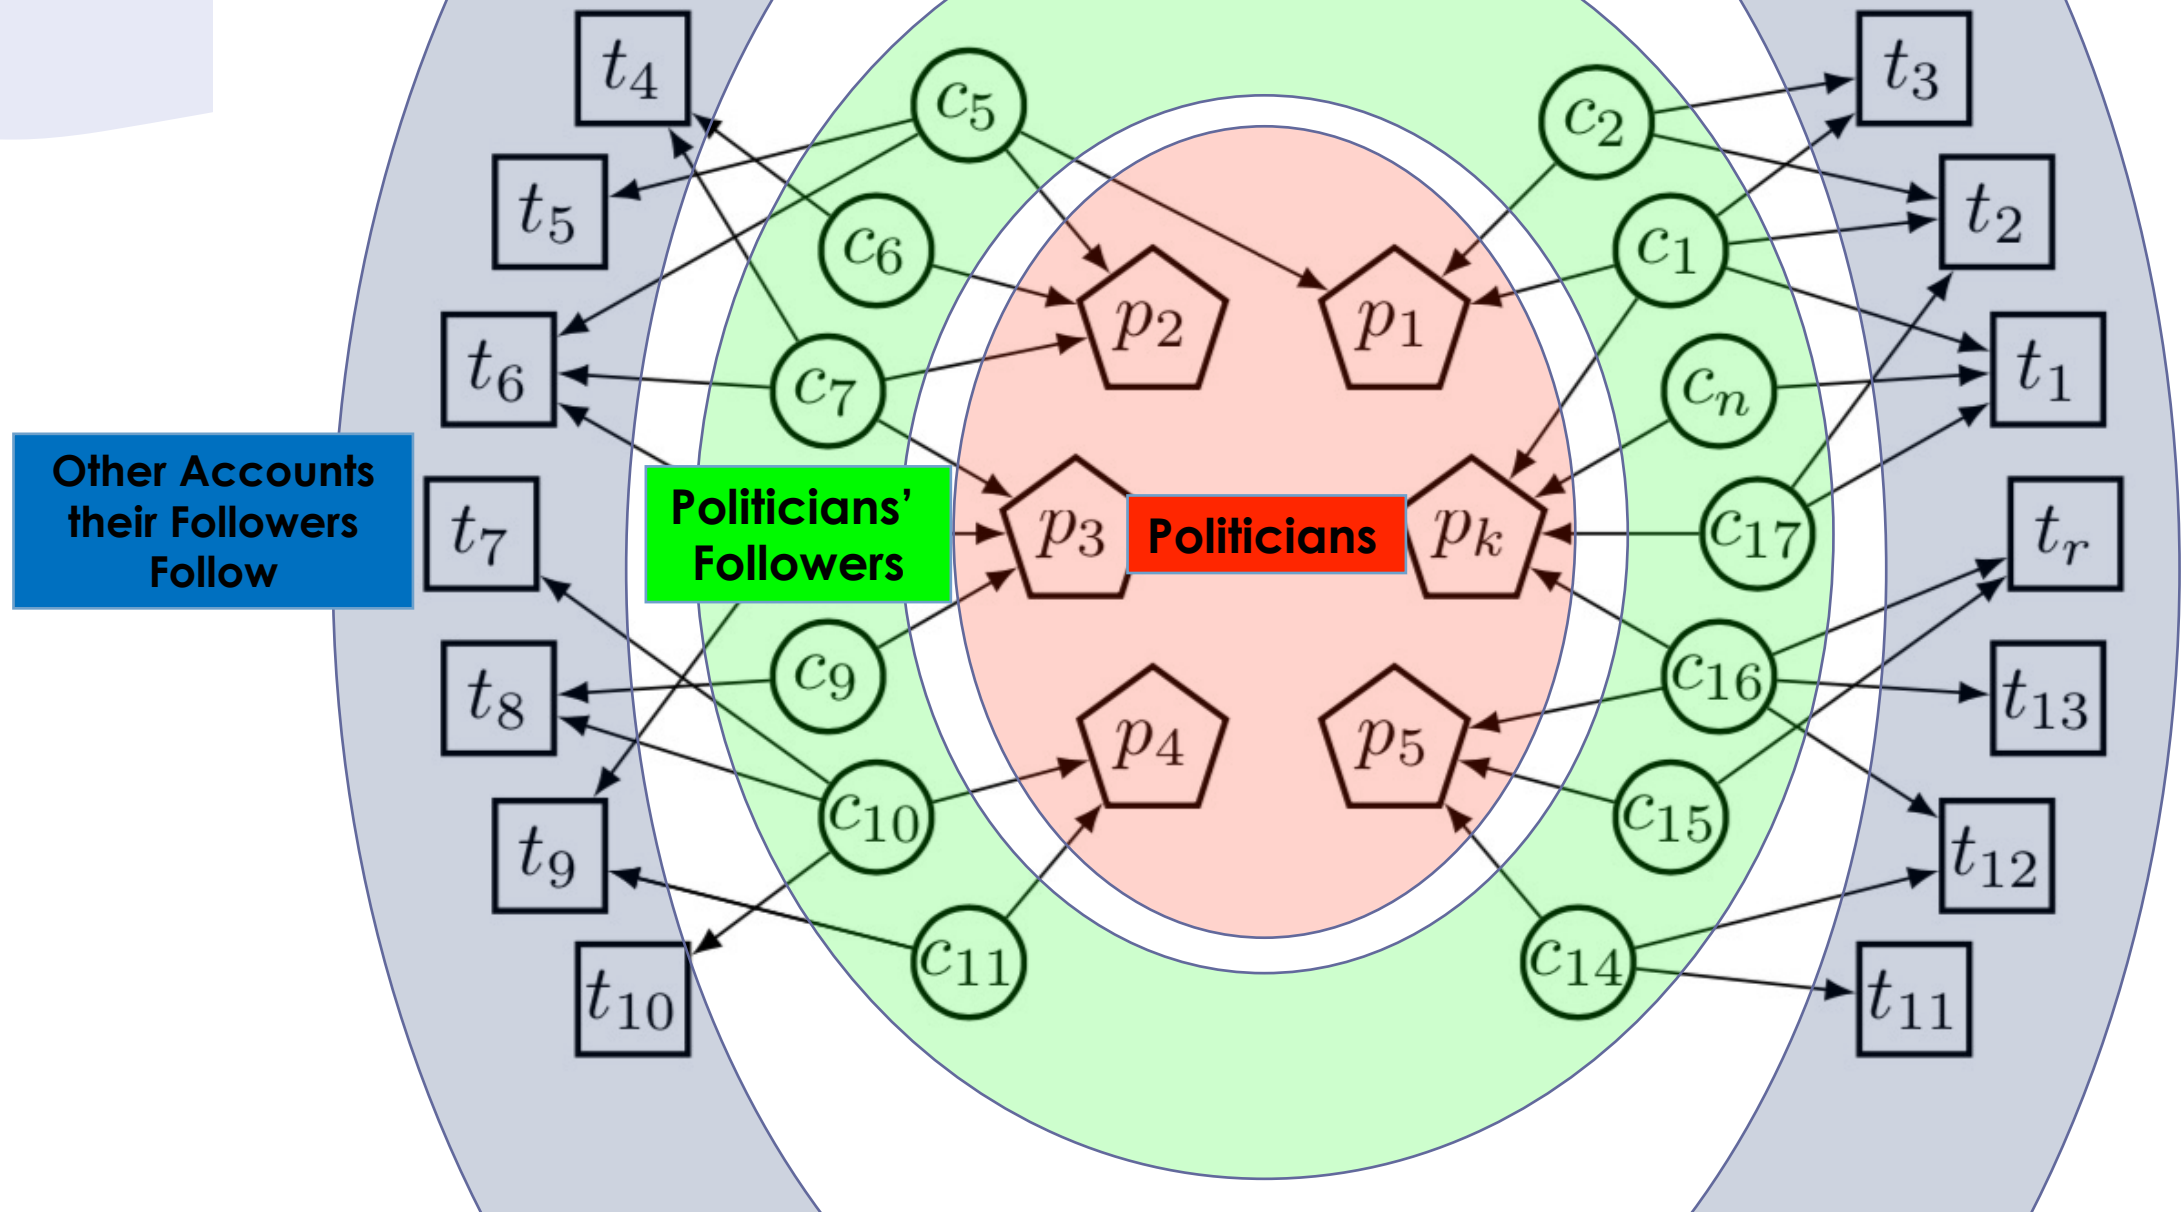 t4
c5
c2
t3
t5
c6
c1
t2
p2
p1
t6
c7
cn
t1
Other Accounts
their Followers
Follow
t7
Politicians’
Followers
p3
Politicians
pk
c17
tr
t8
c9
c16
t13
p4
p5
c10
c15
t9
t12
c11
c14
t10
t11